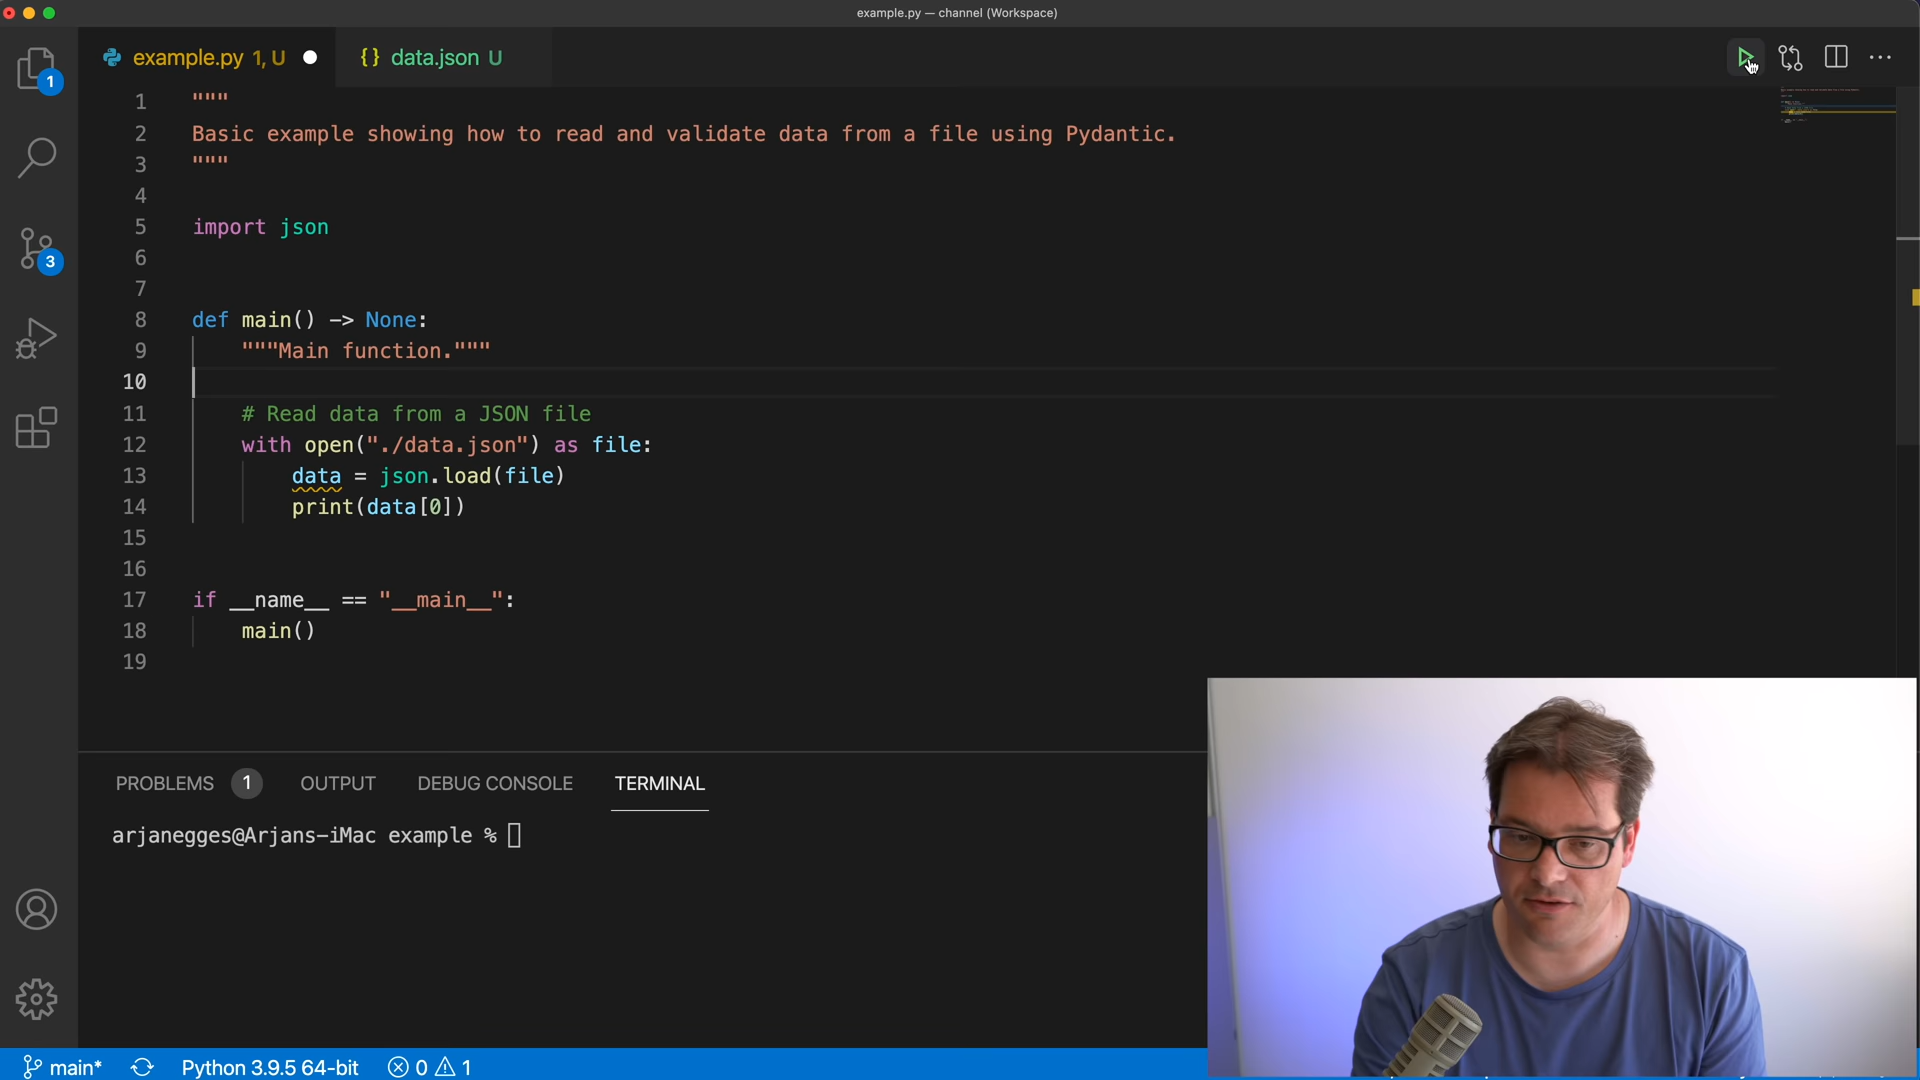 example.py — channel (Workspace)
example.py 1, U
{} data.json U
1 """
2 Basic example showing how to read and validate data from a file using Pydantic.
3 """
4
5 import json
6
7
8 def main() -> None:
9 """Main function."""
10
11 # Read data from a JSON file
12 with open("./data.json") as file:
13 data = json.load(file)
14 print(data[0])
15
16
17 if __name__ == "__main__":
18 main()
19
1
3
PROBLEMS 1 OUTPUT DEBUG CONSOLE TERMINAL
arjanegges@Arjans-iMac example %
main* Python 3.9.5 64-bit 0 1